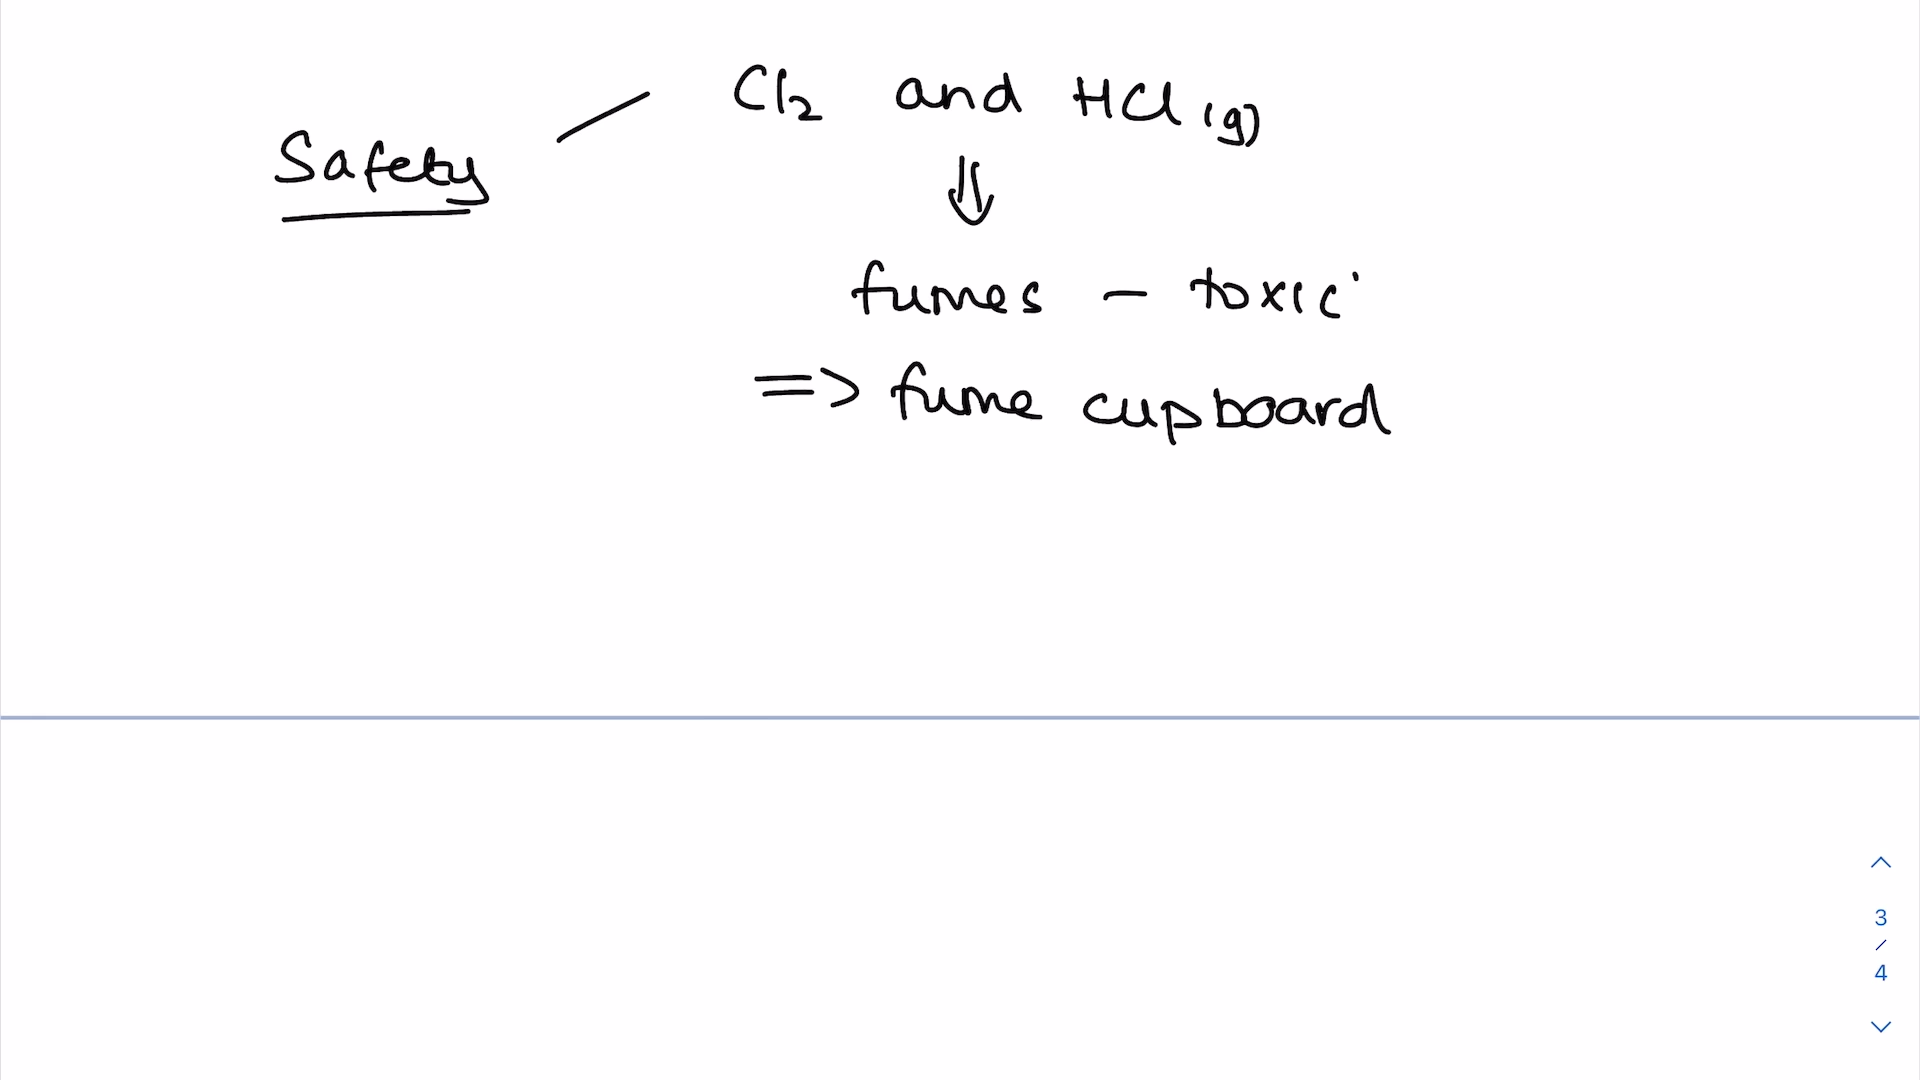 Safety / Cl₂ and HCl (g)
⇓
fumes – toxic
=> fume cupboard
3
/
4